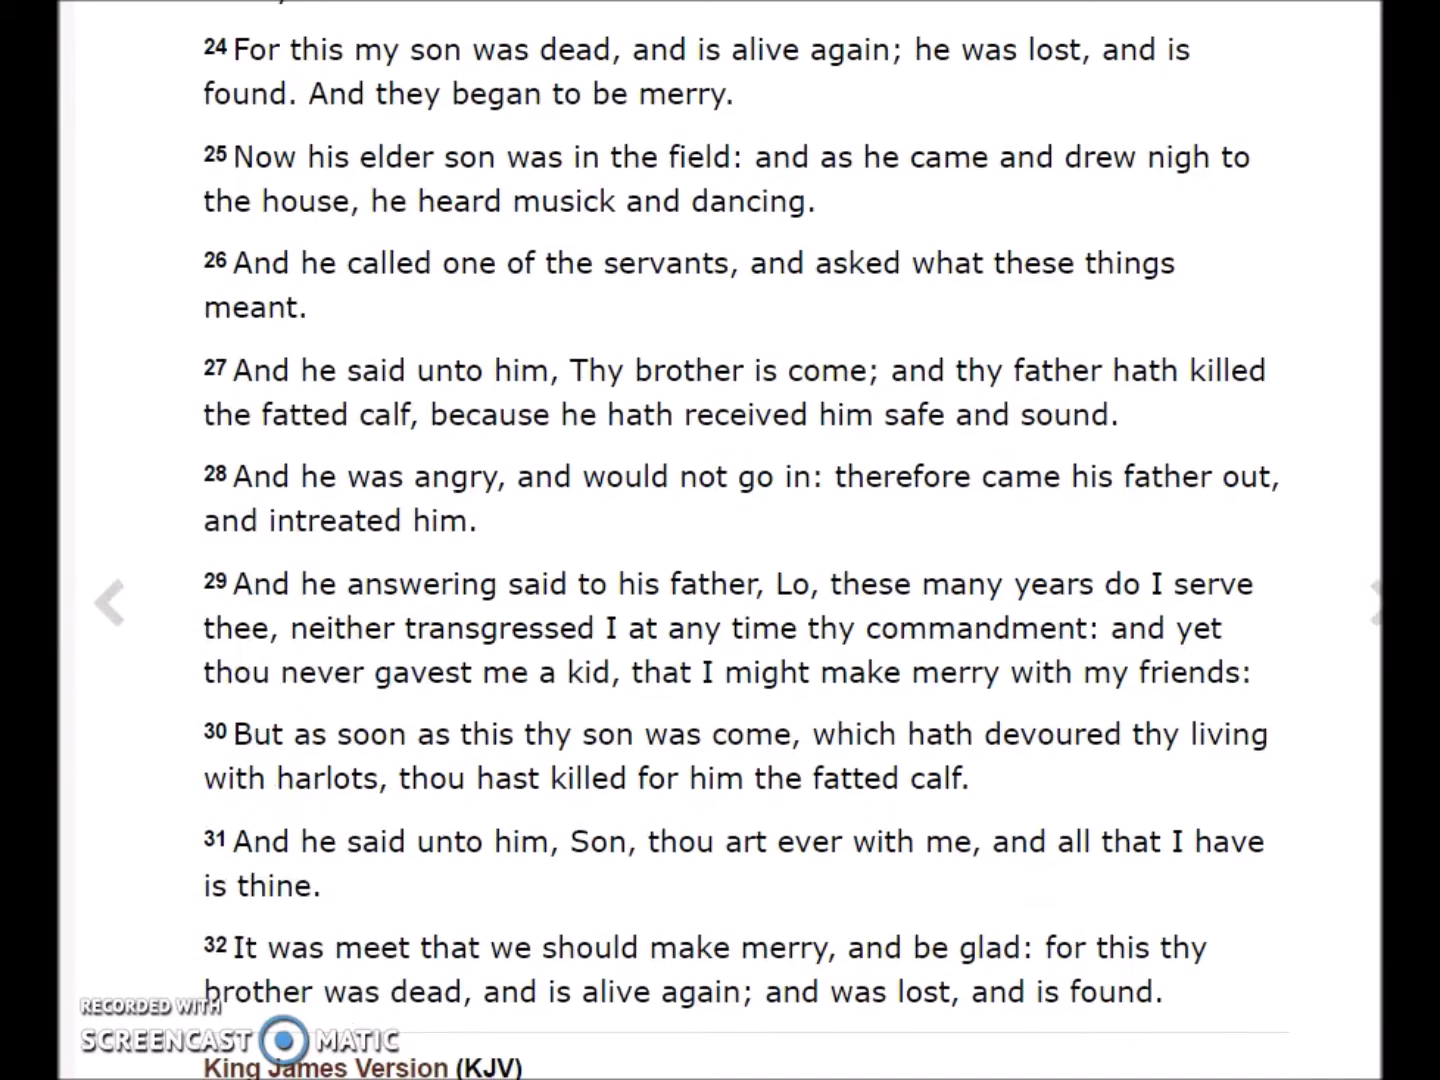 24 For this my son was dead, and is alive again; he was lost, and is
found. And they began to be merry.
25 Now his elder son was in the field: and as he came and drew nigh to
the house, he heard musick and dancing.
26 And he called one of the servants, and asked what these things
meant.
27 And he said unto him, Thy brother is come; and thy father hath killed
the fatted calf, because he hath received him safe and sound.
28 And he was angry, and would not go in: therefore came his father out,
and intreated him.
29 And he answering said to his father, Lo, these many years do I serve
thee, neither transgressed I at any time thy commandment: and yet
thou never gavest me a kid, that I might make merry with my friends:
30 But as soon as this thy son was come, which hath devoured thy living
with harlots, thou hast killed for him the fatted calf.
31 And he said unto him, Son, thou art ever with me, and all that I have
is thine.
32 It was meet that we should make merry, and be glad: for this thy
brother was dead, and is alive again; and was lost, and is found.
RECORDED WITH
SCREENCAST MATIC
King James Version (KJV)